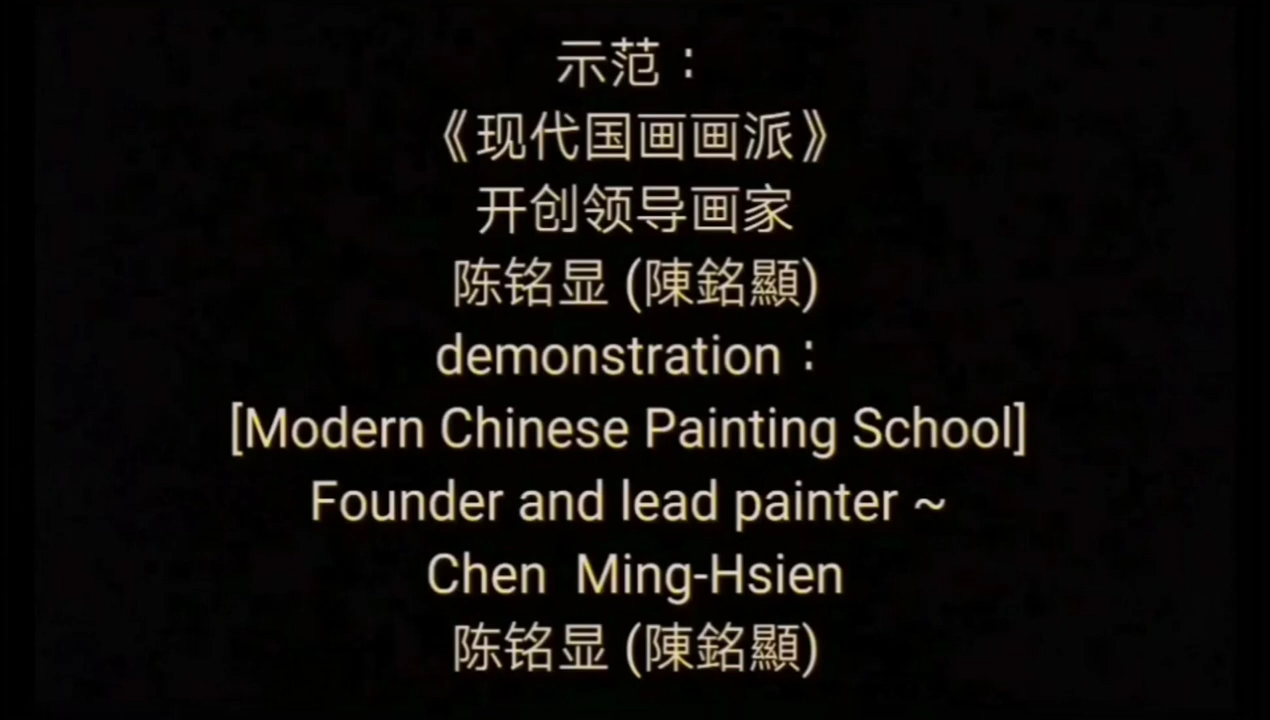 示范：
《现代国画画派》
开创领导画家
陈铭显 (陳銘顯)
demonstration：
[Modern Chinese Painting School]
Founder and lead painter ~
Chen  Ming-Hsien
陈铭显 (陳銘顯)